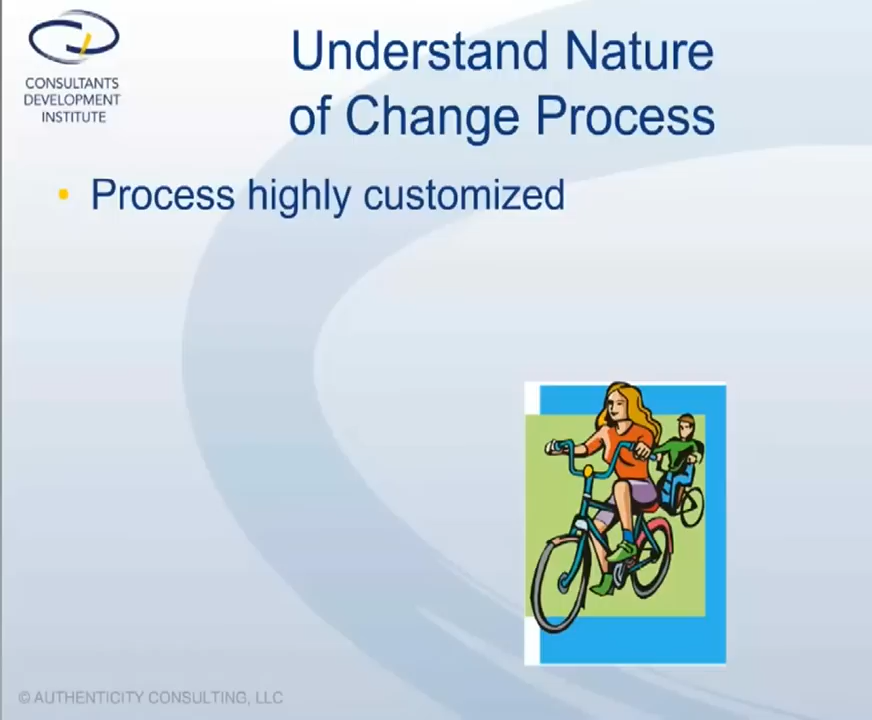 CONSULTANTS
DEVELOPMENT
INSTITUTE
Understand Nature
of Change Process
• Process highly customized
© AUTHENTICITY CONSULTING, LLC